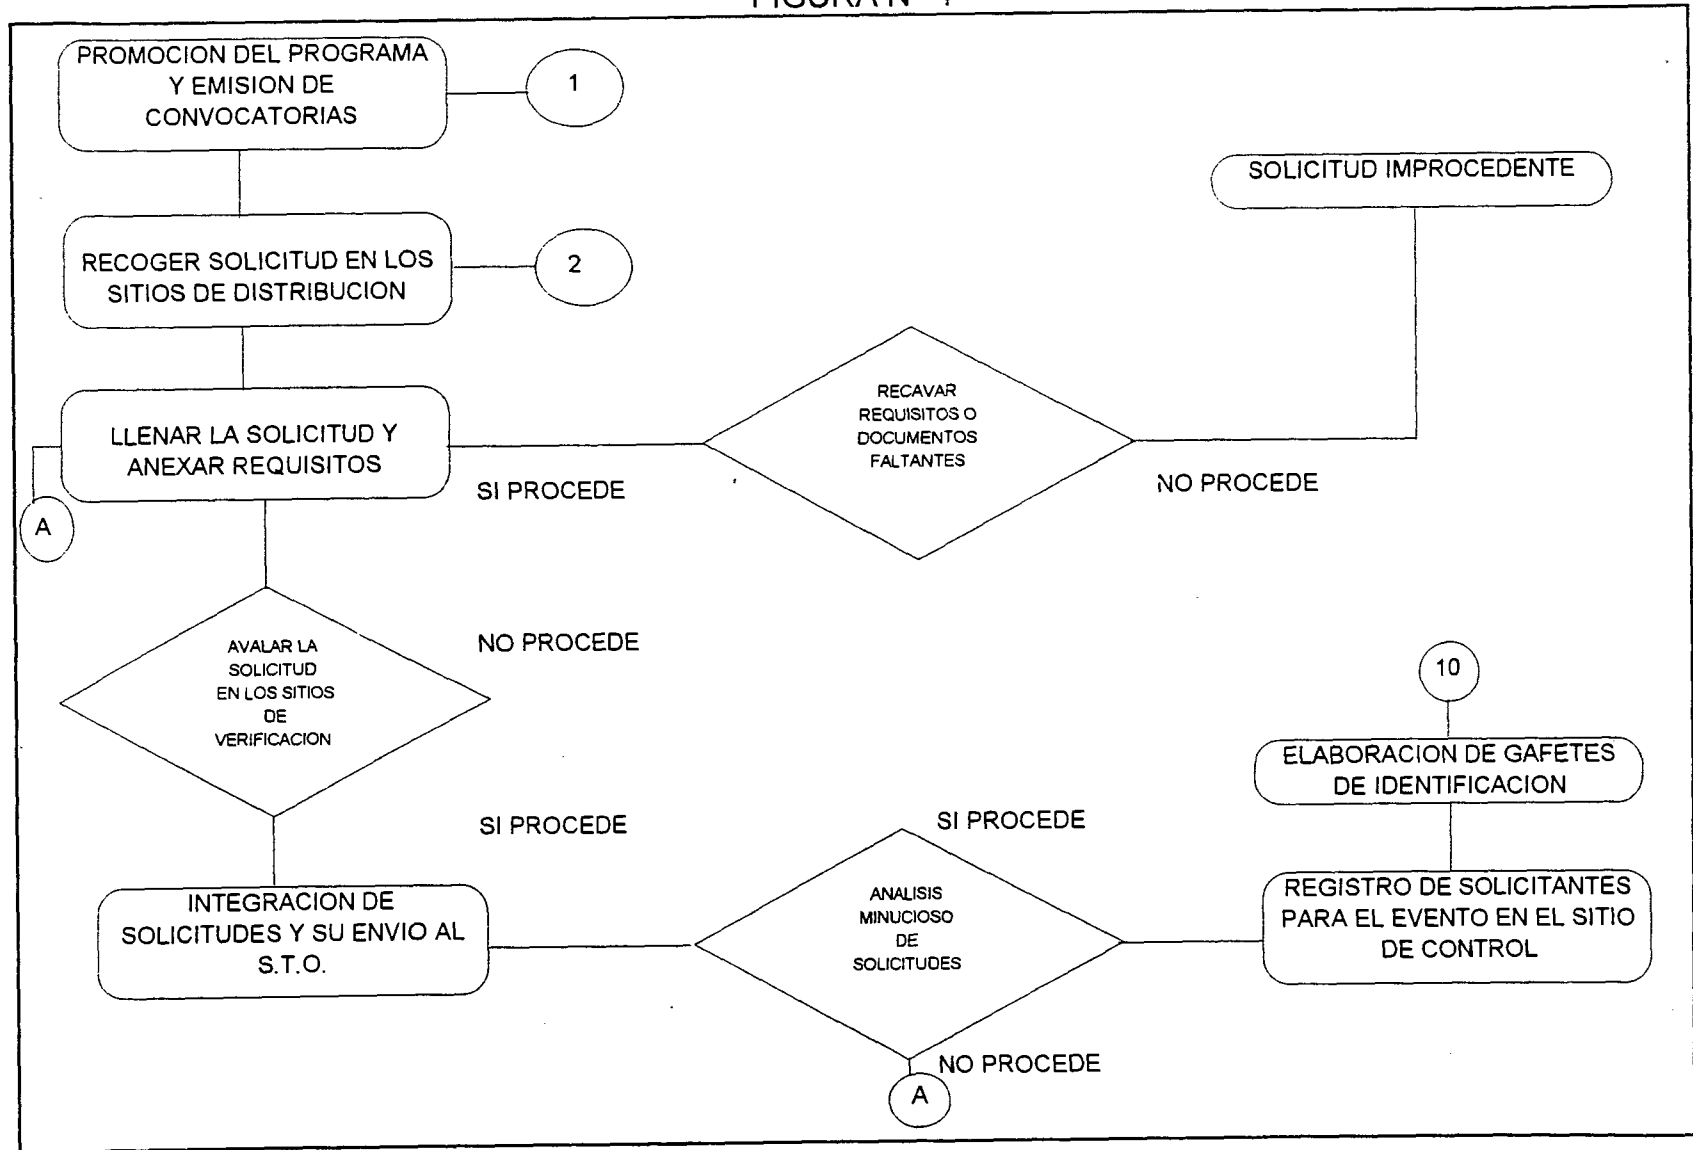 PROMOCION DEL PROGRAMA
Y EMISION DE
CONVOCATORIAS
1
SOLICITUD IMPROCEDENTE
RECOGER SOLICITUD EN LOS
SITIOS DE DISTRIBUCION
2
LLENAR LA SOLICITUD Y
ANEXAR REQUISITOS
RECAVAR
REQUISITOS O
DOCUMENTOS
FALTANTES
SI PROCEDE
NO PROCEDE
A
AVALAR LA
SOLICITUD
EN LOS SITIOS
DE
VERIFICACION
NO PROCEDE
SI PROCEDE
10
ELABORACION DE GAFETES
DE IDENTIFICACION
INTEGRACION DE
SOLICITUDES Y SU ENVIO AL
S.T.O.
SI PROCEDE
ANALISIS
MINUCIOSO
DE
SOLICITUDES
REGISTRO DE SOLICITANTES
PARA EL EVENTO EN EL SITIO
DE CONTROL
NO PROCEDE
A